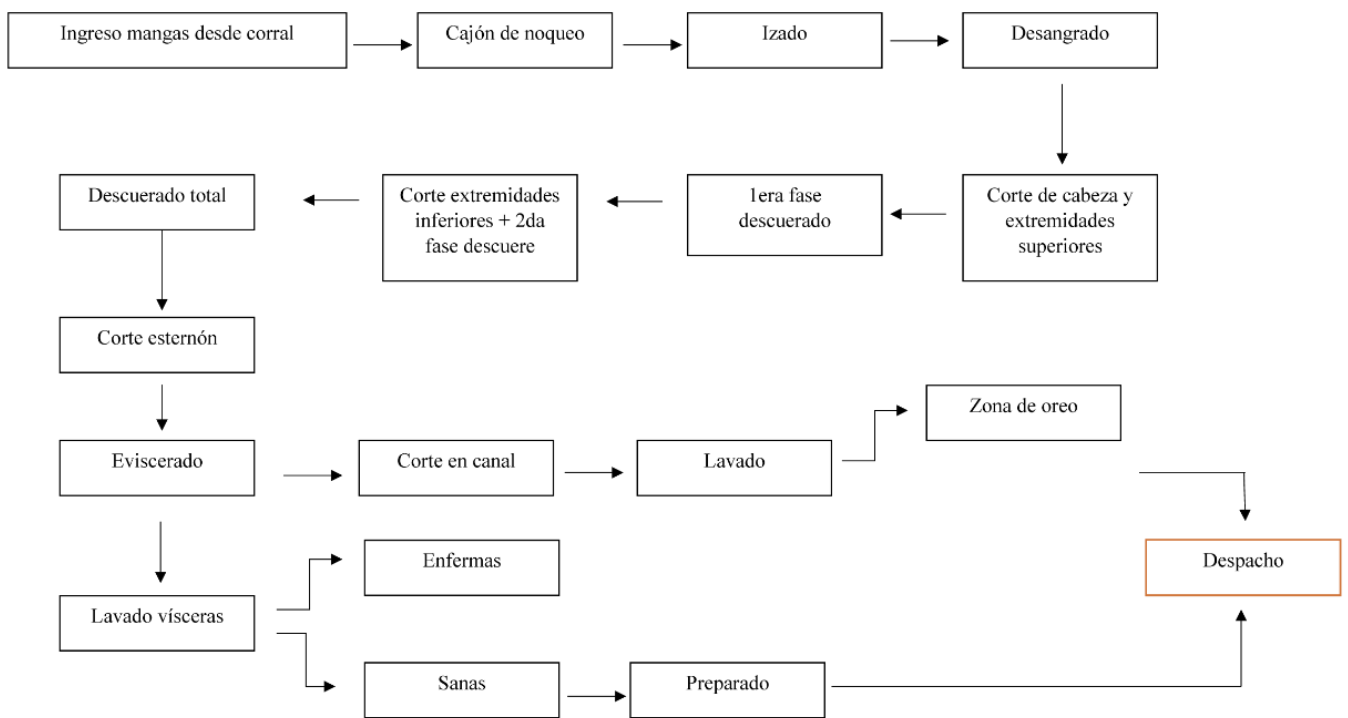 Ingreso mangas desde corral
Cajón de noqueo
Izado
Desangrado
Corte de cabeza y
extremidades
superiores
1era fase
descuerado
Corte extremidades
inferiores + 2da
fase descuere
Descuerado total
Corte esternón
Eviscerado
Corte en canal
Lavado
Zona de oreo
Lavado vísceras
Enfermas
Sanas
Preparado
Despacho